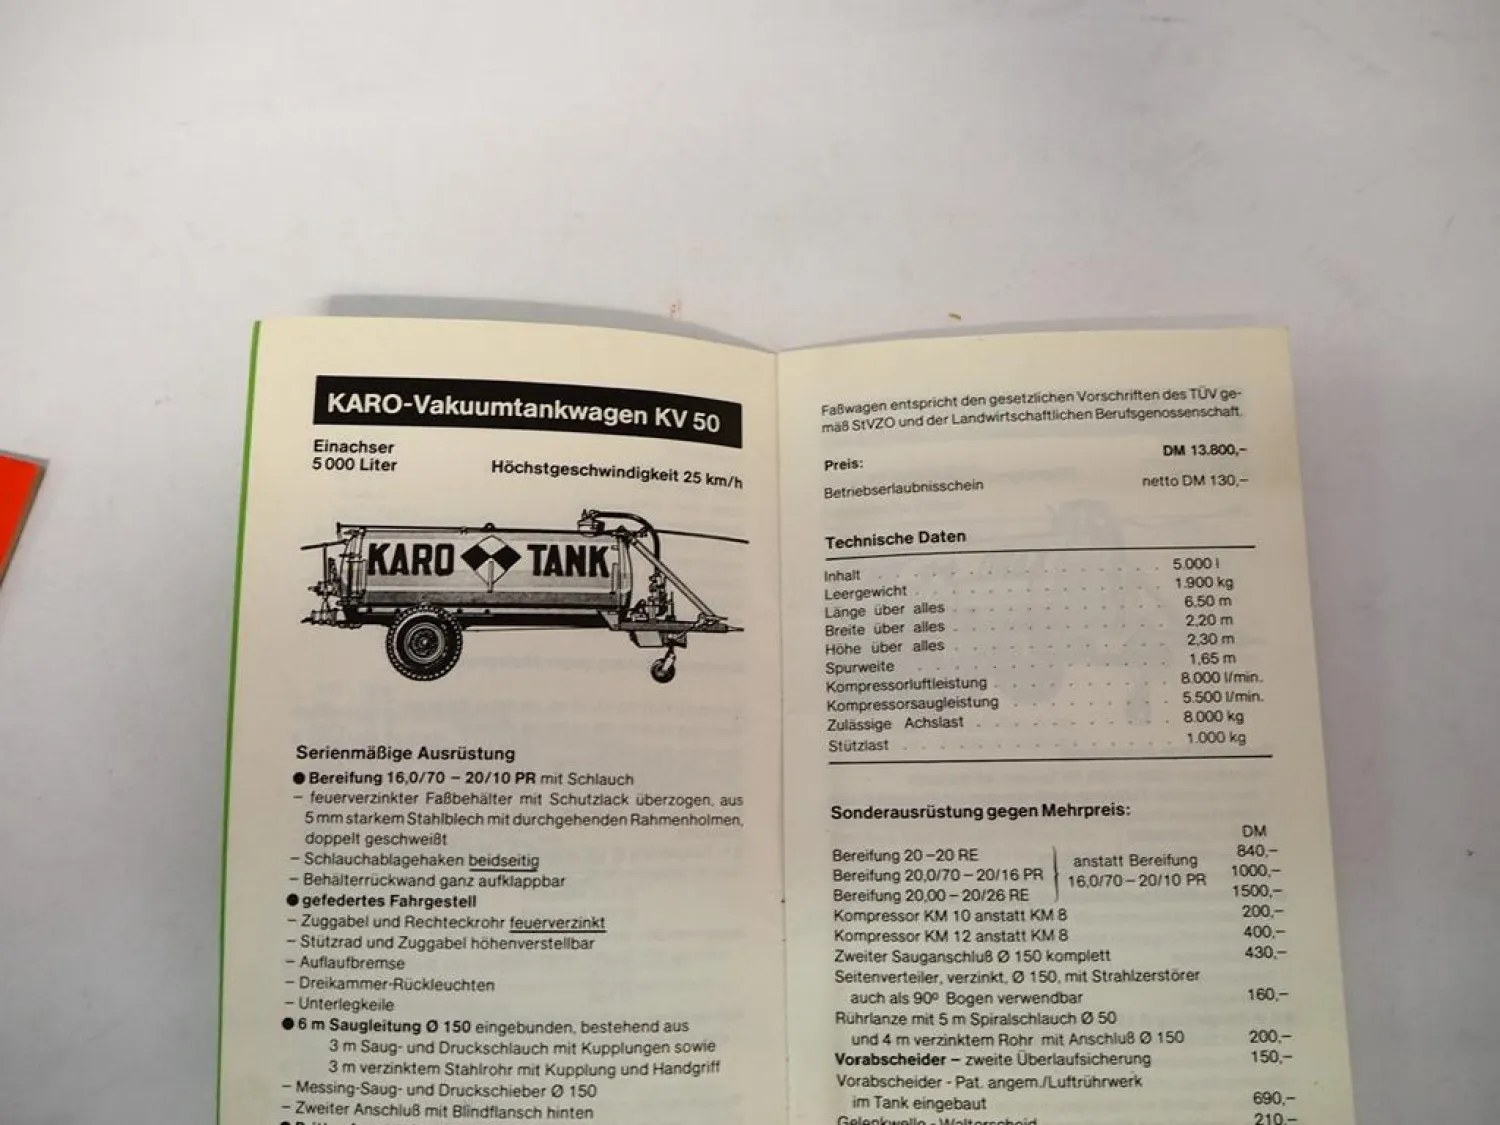 KARO-Vakuumtankwagen KV 50
Einachser
5 000 Liter
Höchstgeschwindigkeit 25 km/h
KARO TANK
Serienmäßige Ausrüstung
● Bereifung 16,0/70 – 20/10 PR mit Schlauch
– feuerverzinkter Faßbehälter mit Schutzlack überzogen, aus
5 mm starkem Stahlblech mit durchgehenden Rahmenholmen,
doppelt geschweißt
– Schlauchablagehaken beidseitig
– Behälterrückwand ganz aufklappbar
● gefedertes Fahrgestell
– Zuggabel und Rechteckrohr feuerverzinkt
– Stützrad und Zuggabel höhenverstellbar
– Auflaufbremse
– Dreikammer-Rückleuchten
– Unterlegkeile
● 6 m Saugleitung Ø 150 eingebunden, bestehend aus
3 m Saug- und Druckschlauch mit Kupplungen sowie
3 m verzinktem Stahlrohr mit Kupplung und Handgriff
– Messing-Saug- und Druckschieber Ø 150
– Zweiter Anschluß mit Blindflansch hinten
Faßwagen entspricht den gesetzlichen Vorschriften des TÜV ge-
mäß StVZO und der Landwirtschaftlichen Berufsgenossenschaft.
Preis: DM 13.800,–
Betriebserlaubnisschein netto DM 130,–
Technische Daten
Inhalt . . . . . . . . . . . . . . 5.000 l
Leergewicht . . . . . . . . . . . . 1.900 kg
Länge über alles . . . . . . . . . . 6,50 m
Breite über alles . . . . . . . . . . 2,20 m
Höhe über alles . . . . . . . . . . 2,30 m
Spurweite . . . . . . . . . . . . 1,65 m
Kompressorluftleistung . . . . . . . . 8.000 l/min.
Kompressorsaugleistung . . . . . . . . 5.500 l/min.
Zulässige Achslast . . . . . . . . . 8.000 kg
Stützlast . . . . . . . . . . . . 1.000 kg
Sonderausrüstung gegen Mehrpreis:
DM
Bereifung 20–20 RE 840,–
Bereifung 20,0/70 – 20/16 PR anstatt Bereifung 1000,–
Bereifung 20,00 – 20/26 RE 16,0/70 – 20/10 PR 1500,–
Kompressor KM 10 anstatt KM 8 200,–
Kompressor KM 12 anstatt KM 8 400,–
Zweiter Sauganschluß Ø 150 komplett 430,–
Seitenverteiler, verzinkt, Ø 150, mit Strahlzerstörer
auch als 90º Bogen verwendbar 160,–
Rührlanze mit 5 m Spiralschlauch Ø 50
und 4 m verzinktem Rohr mit Anschluß Ø 150 200,–
Vorabscheider – zweite Überlaufsicherung 150,–
Vorabscheider - Pat. angem./Luftrührwerk
im Tank eingebaut 690,–
Gelenkwelle - Walterscheid 210,–